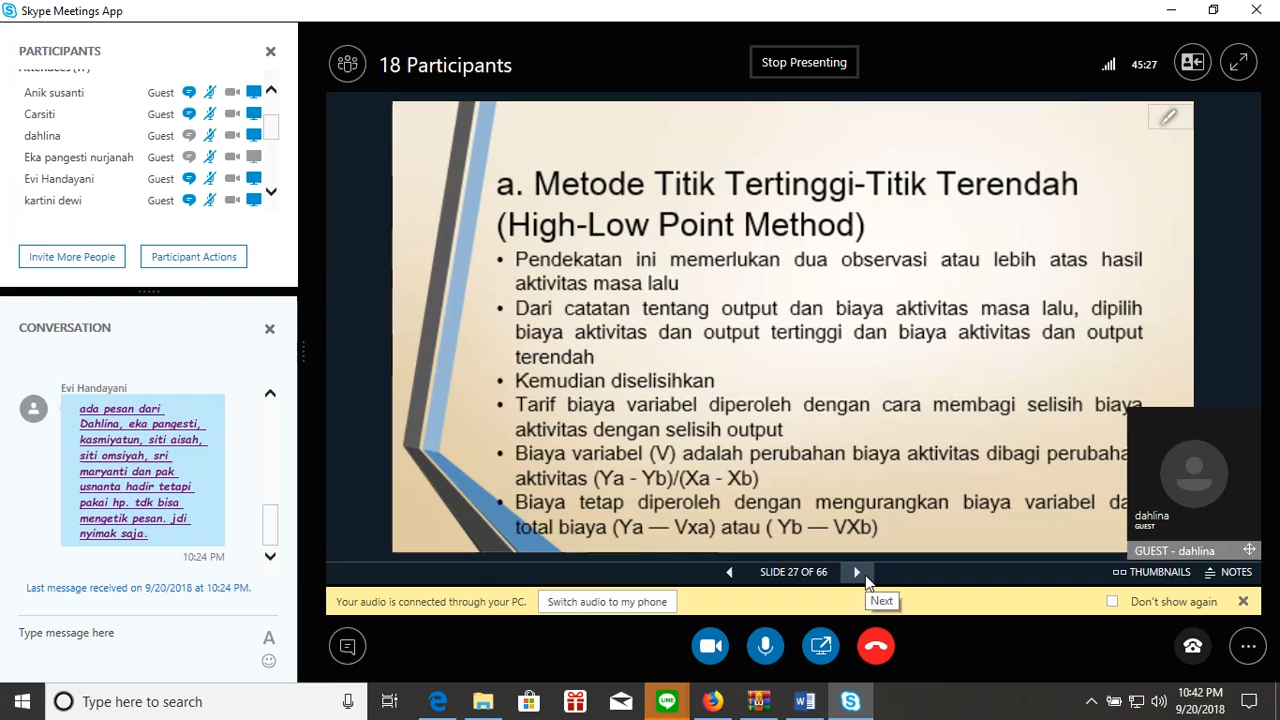 Skype Meetings App
PARTICIPANTS
Anik susanti Guest
Carsiti Guest
dahlina Guest
Eka pangesti nurjanah Guest
Evi Handayani Guest
kartini dewi Guest
Invite More People
Participant Actions
CONVERSATION
Evi Handayani
ada pesan dari
Dahlina, eka pangesti,
kasmiyatun, siti aisah,
siti omsiyah, sri
maryanti dan pak
usnanta hadir tetapi
pakai hp. tdk bisa
mengetik pesan. jdi
nyimak saja.
10:24 PM
Last message received on 9/20/2018 at 10:24 PM.
Type message here
A
18 Participants
Stop Presenting
45:27
a. Metode Titik Tertinggi-Titik Terendah
(High-Low Point Method)
• Pendekatan ini memerlukan dua observasi atau lebih atas hasil
aktivitas masa lalu
• Dari catatan tentang output dan biaya aktivitas masa lalu, dipilih
biaya aktivitas dan output tertinggi dan biaya aktivitas dan output
terendah
• Kemudian diselisihkan
• Tarif biaya variabel diperoleh dengan cara membagi selisih biaya
aktivitas dengan selisih output
• Biaya variabel (V) adalah perubahan biaya aktivitas dibagi perubaha
aktivitas (Ya - Yb)/(Xa - Xb)
• Biaya tetap diperoleh dengan mengurangkan biaya variabel da
total biaya (Ya — Vxa) atau ( Yb — VXb)
dahlina
GUEST
GUEST - dahlina
SLIDE 27 OF 66
THUMBNAILS
NOTES
Next
Your audio is connected through your PC.
Switch audio to my phone
Don't show again
Type here to search
10:42 PM
9/20/2018